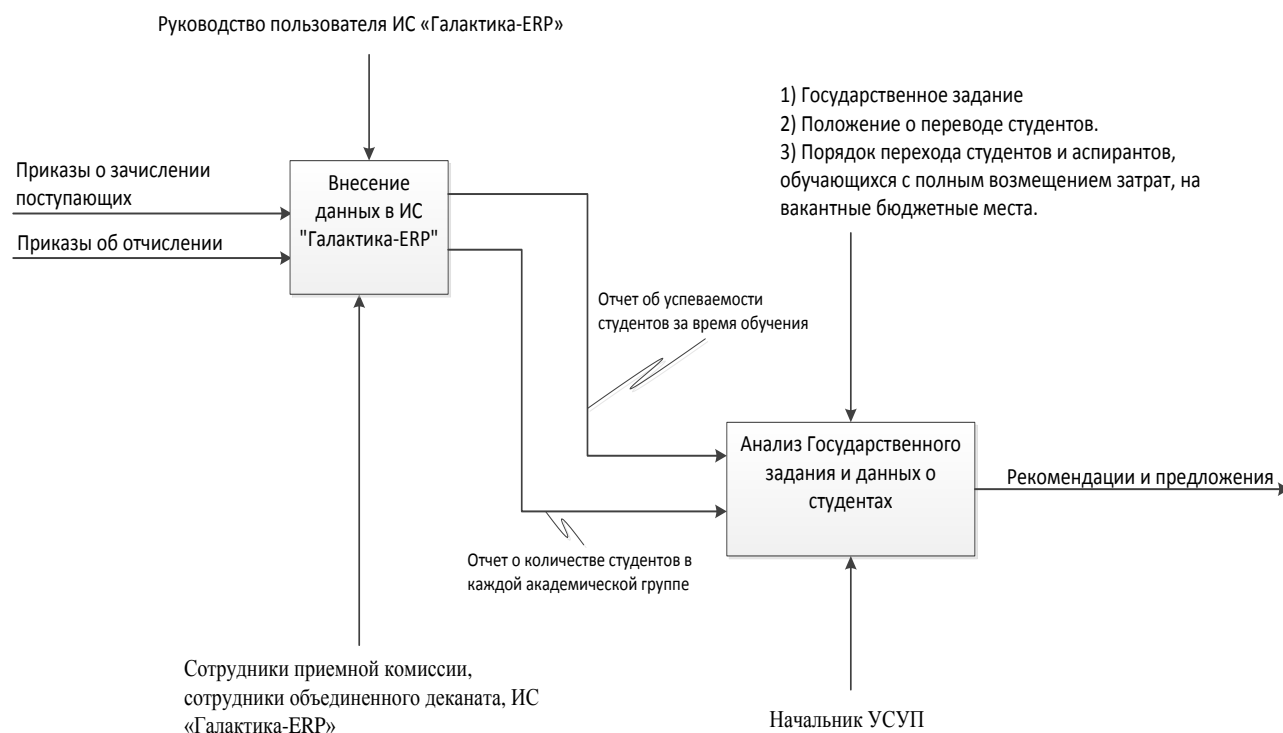 Руководство пользователя ИС «Галактика-ERP»
1) Государственное задание
2) Положение о переводе студентов.
3) Порядок перехода студентов и аспирантов,
обучающихся с полным возмещением затрат, на
вакантные бюджетные места.
Приказы о зачислении
поступающих
Приказы об отчислении
Внесение
данных в ИС
"Галактика-ERP"
Отчет об успеваемости
студентов за время обучения
Анализ Государственного
задания и данных о
студентах
Рекомендации и предложения
Отчет о количестве студентов в
каждой академической группе
Сотрудники приемной комиссии,
сотрудники объединенного деканата, ИС
«Галактика-ERP»
Начальник УСУП